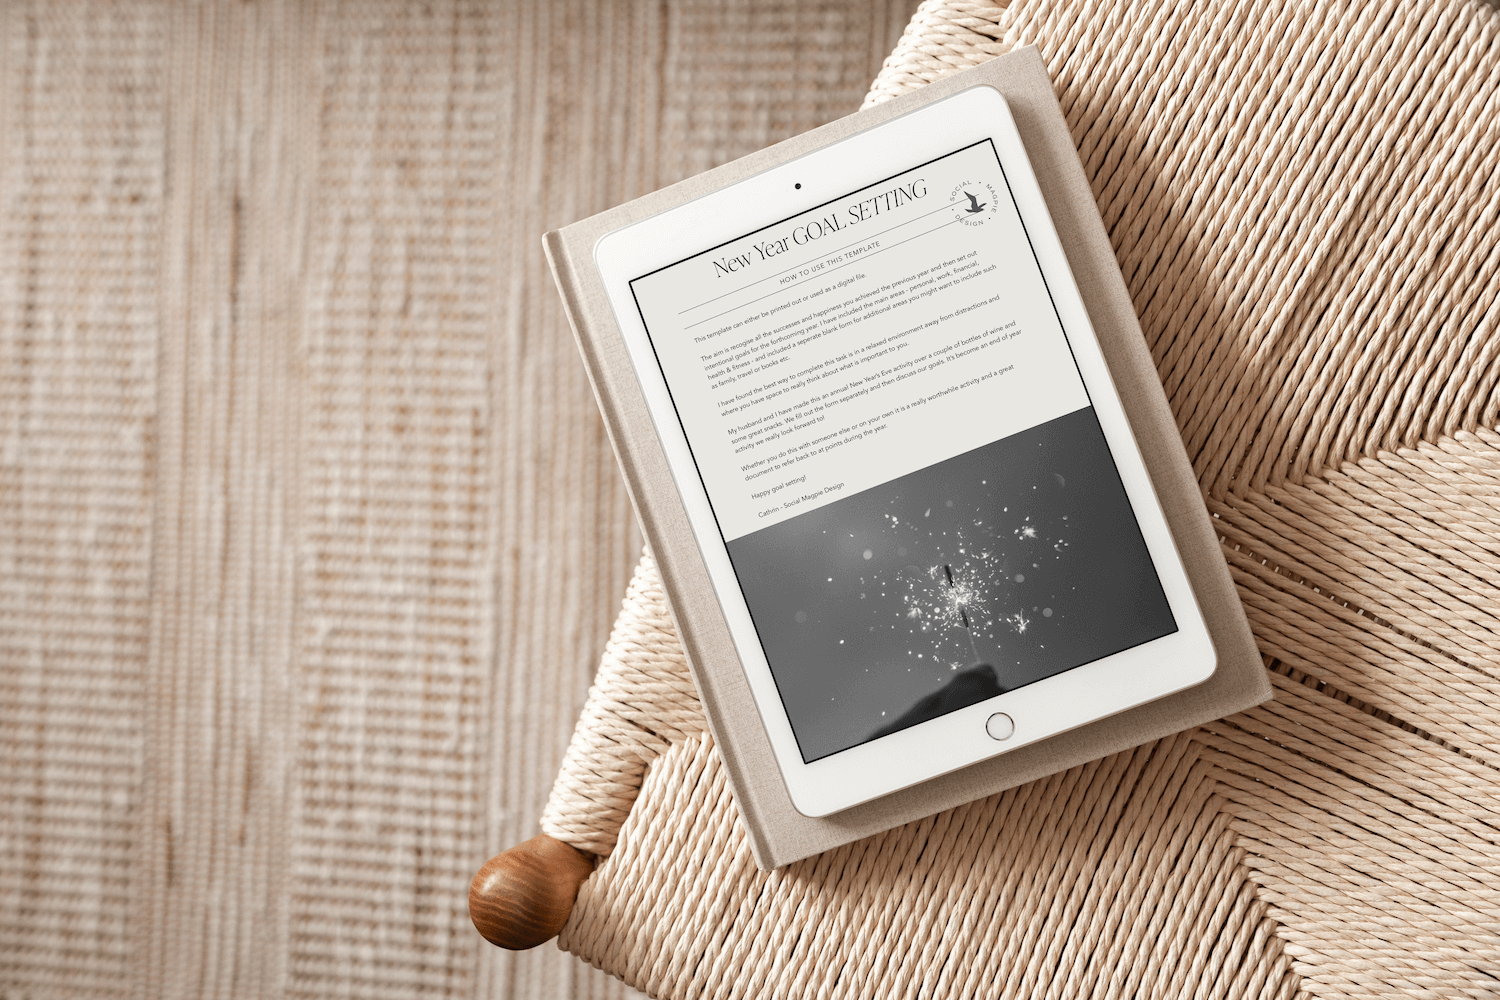 New Year GOAL SETTING
SOCIAL MAGPIE DESIGN
HOW TO USE THIS TEMPLATE
This template can either be printed out or used as a digital file.
The aim is recognise all the successes and happiness you achieved the previous year and then set out
intentional goals for the forthcoming year. I have included the main areas - personal, work, financial,
health & fitness - and included a seperate blank form for additional areas you might want to include such
as family, travel or books etc.
I have found the best way to complete this task is in a relaxed environment away from distractions and
where you have space to really think about what is important to you.
My husband and I have made this an annual New Year's Eve activity over a couple of bottles of wine and
some great snacks. We fill out the form separately and then discuss our goals. It's become an end of year
activity we really look forward to!
Whether you do this with someone else or on your own it is a really worthwhile activity and a great
document to refer back to at points during the year.
Happy goal setting!
Cathrin - Social Magpie Design